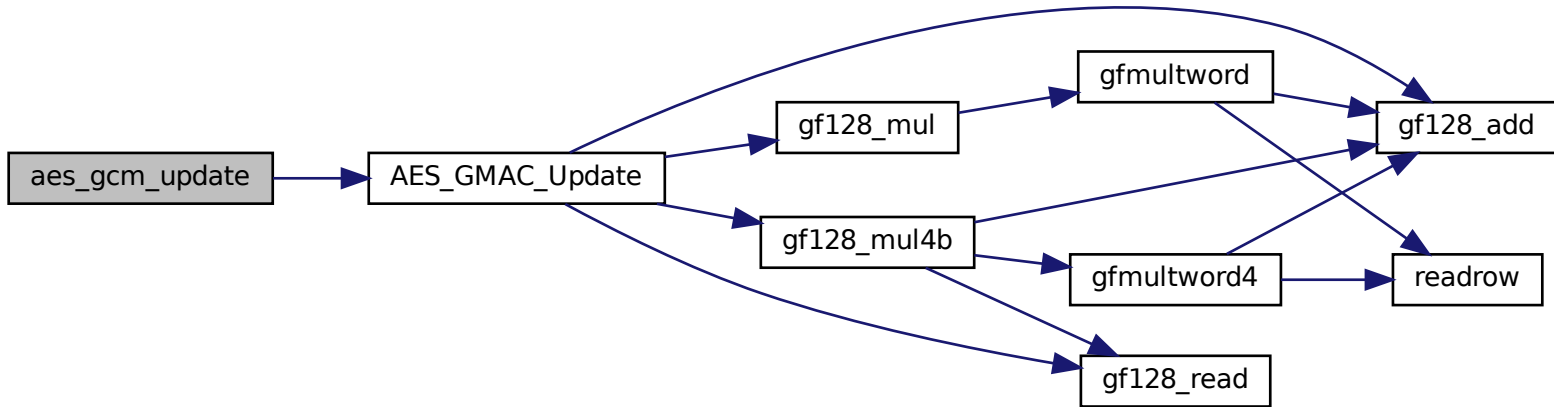 aes_gcm_update
AES_GMAC_Update
gf128_mul
gf128_mul4b
gfmultword
gfmultword4
gf128_read
gf128_add
readrow